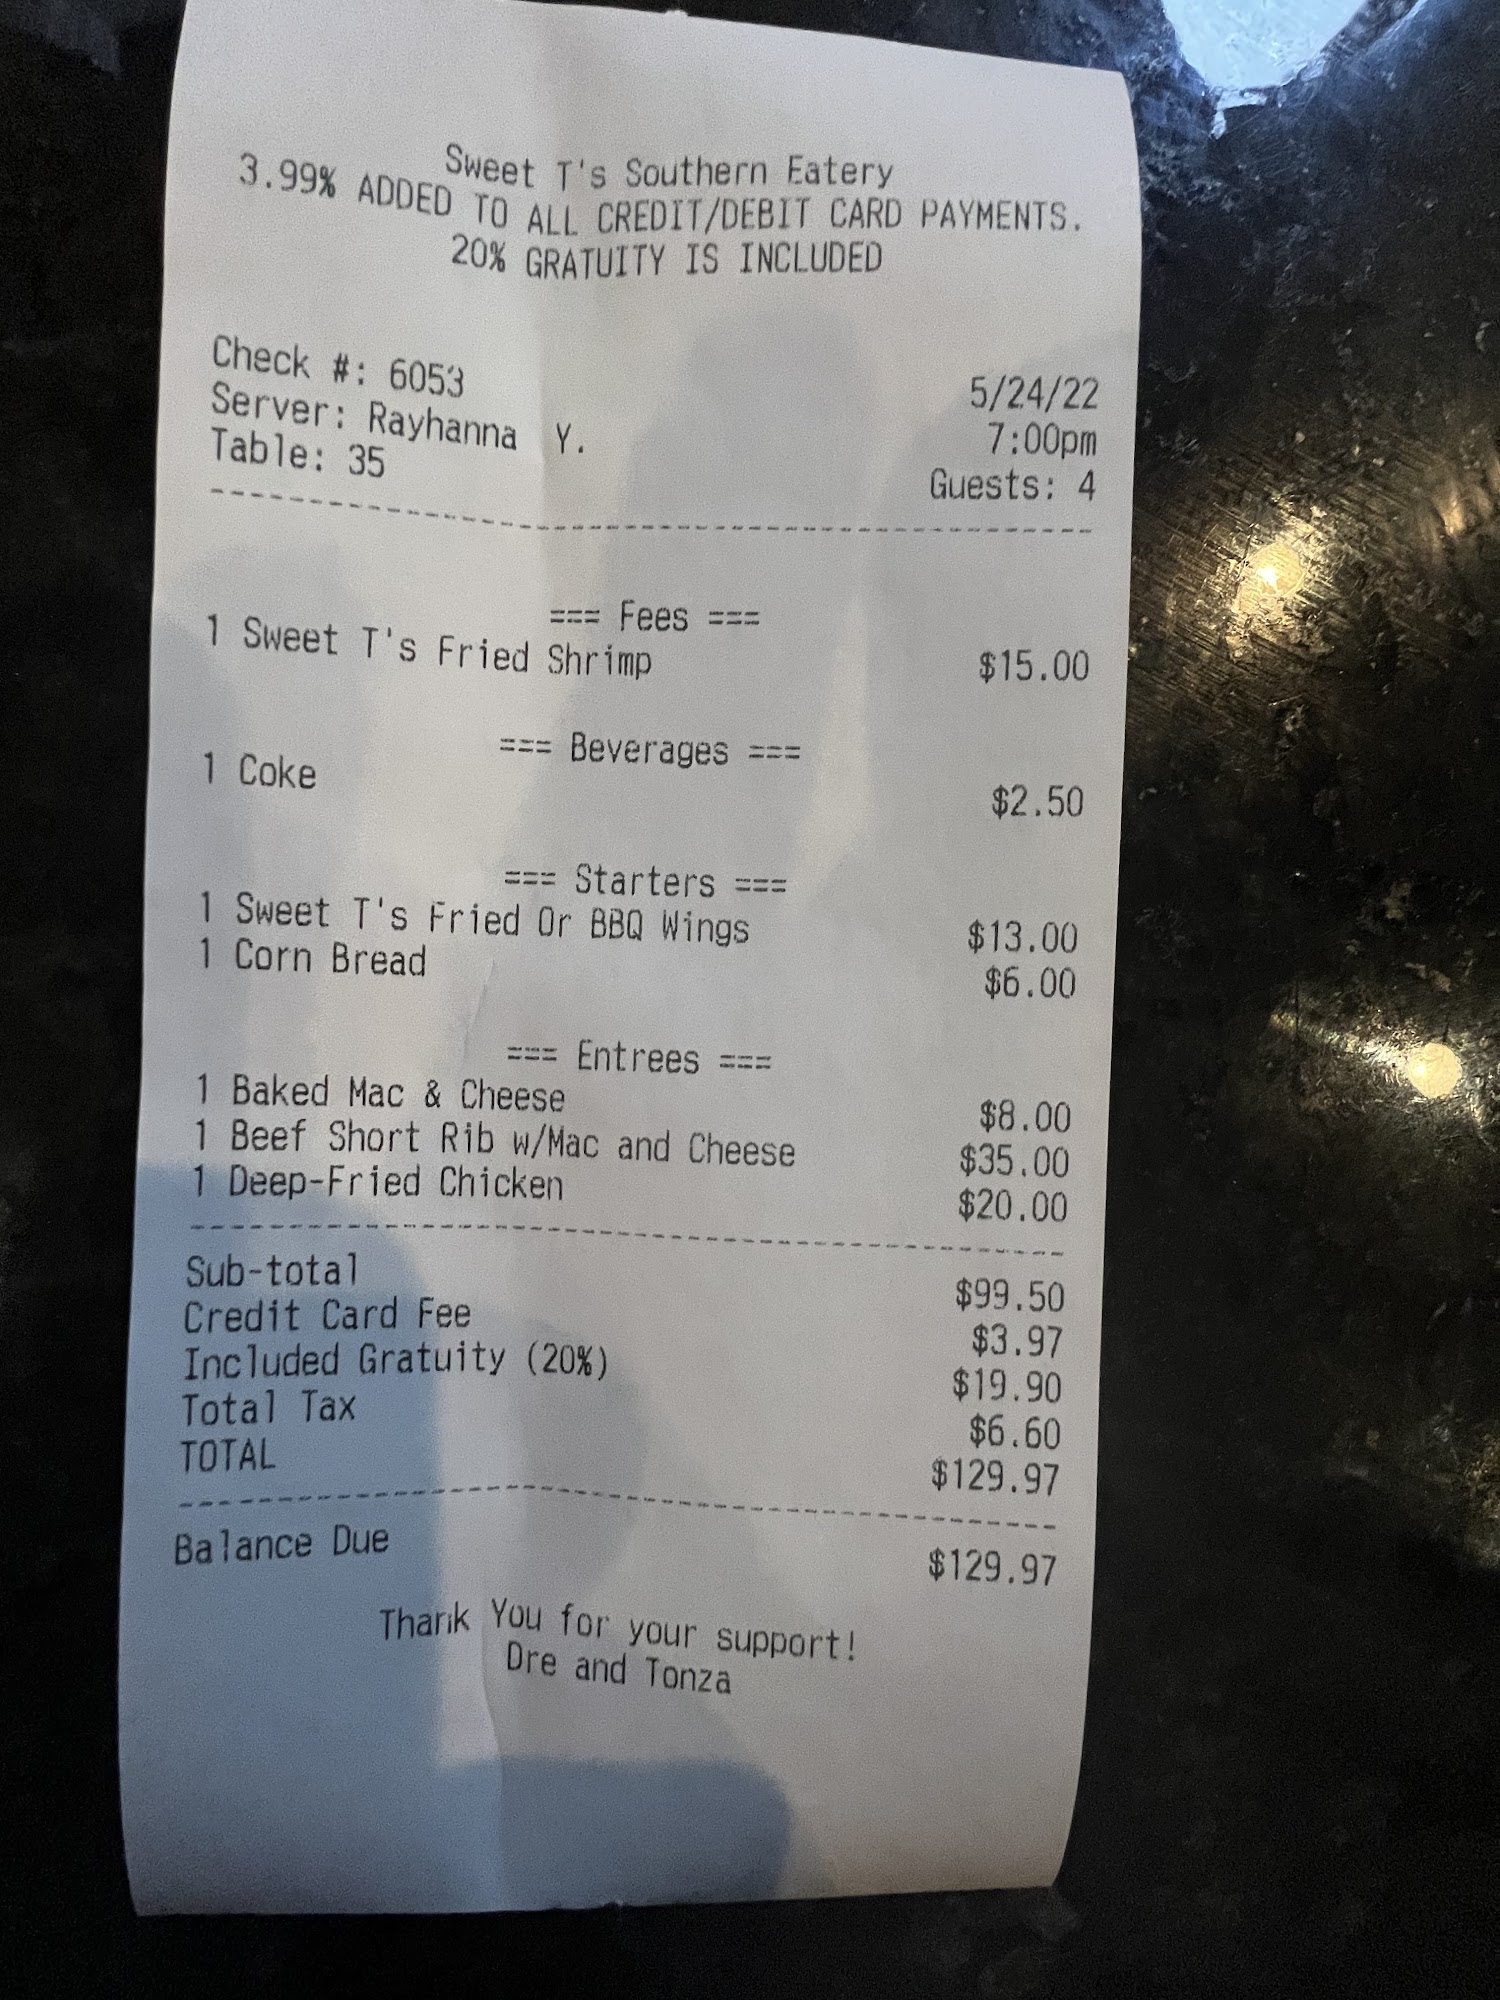 Sweet T's Southern Eatery
3.99% ADDED TO ALL CREDIT/DEBIT CARD PAYMENTS.
20% GRATUITY IS INCLUDED
Check #: 6053 5/24/22
Server: Rayhanna Y. 7:00pm
Table: 35 Guests: 4
=== Fees ===
1 Sweet T's Fried Shrimp $15.00
=== Beverages ===
1 Coke $2.50
=== Starters ===
1 Sweet T's Fried Or BBQ Wings $13.00
1 Corn Bread $6.00
=== Entrees ===
1 Baked Mac & Cheese $8.00
1 Beef Short Rib w/Mac and Cheese $35.00
1 Deep-Fried Chicken $20.00
Sub-total $99.50
Credit Card Fee $3.97
Included Gratuity (20%) $19.90
Total Tax $6.60
TOTAL $129.97
Balance Due $129.97
Thank You for your support!
Dre and Tonza